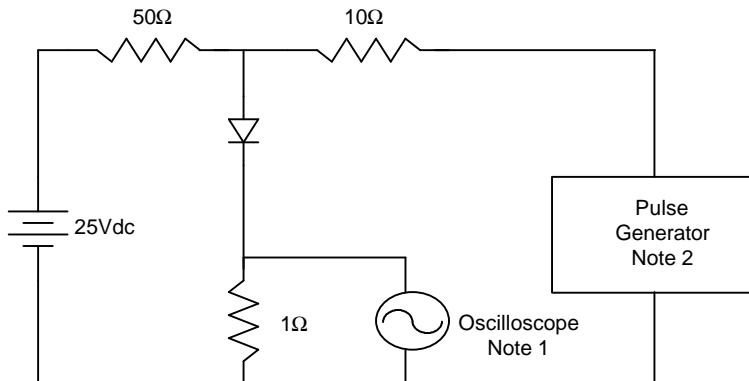 50Ω
10Ω
25Vdc
Pulse
Generator
Note 2
1Ω
Oscilloscope
Note 1